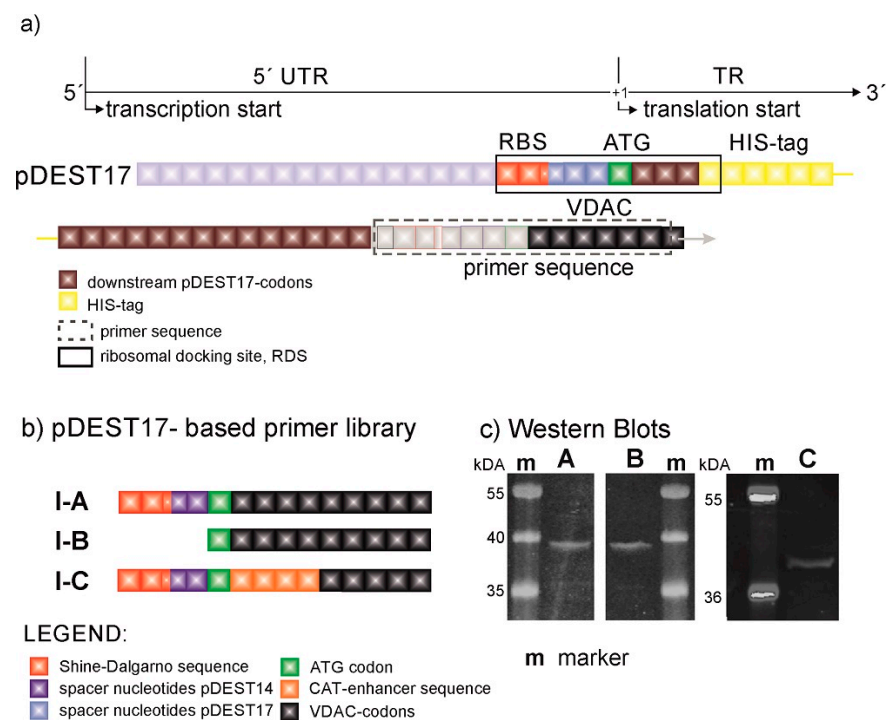 a)
5´ UTR
TR
5´
+1
3´
transcription start
translation start
RBS
ATG
HIS-tag
pDEST17
VDAC
primer sequence
downstream pDEST17-codons
HIS-tag
primer sequence
ribosomal docking site, RDS
b) pDEST17- based primer library
c) Western Blots
kDA m A B m kDA m C
55
40
35
55
36
I-A
I-B
I-C
m marker
LEGEND:
Shine-Dalgarno sequence
spacer nucleotides pDEST14
spacer nucleotides pDEST17
ATG codon
CAT-enhancer sequence
VDAC-codons